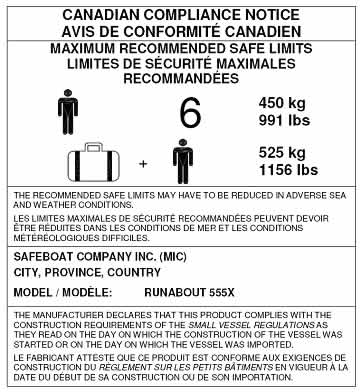 CANADIAN COMPLIANCE NOTICE
AVIS DE CONFORMITÉ CANADIEN
MAXIMUM RECOMMENDED SAFE LIMITS
LIMITES DE SÉCURITÉ MAXIMALES
RECOMMANDÉES
6
450 kg
991 lbs
+
525 kg
1156 lbs
THE RECOMMENDED SAFE LIMITS MAY HAVE TO BE REDUCED IN ADVERSE SEA
AND WEATHER CONDITIONS.
LES LIMITES MAXIMALES DE SÉCURITÉ RECOMMANDÉES PEUVENT DEVOIR
ÊTRE RÉDUITES DANS LES CONDITIONS DE MER ET LES CONDITIONS
MÉTÉREOLOGIQUES DIFFICILES.
SAFEBOAT COMPANY INC. (MIC)
CITY, PROVINCE, COUNTRY
MODEL / MODÈLE: RUNABOUT 555X
THE MANUFACTURER DECLARES THAT THIS PRODUCT COMPLIES WITH THE
CONSTRUCTION REQUIREMENTS OF THE SMALL VESSEL REGULATIONS AS
THEY READ ON THE DAY ON WHICH THE CONSTRUCTION OF THE VESSEL WAS
STARTED OR ON THE DAY ON WHICH THE VESSEL WAS IMPORTED.
LE FABRICANT ATTESTE QUE CE PRODUIT EST CONFORME AUX EXIGENCES DE
CONSTRUCTION DU RÈGLEMENT SUR LES PETITS BÂTIMENTS EN VIGUEUR À LA
DATE DU DÉBUT DE SA CONSTRUCTION OU DE SON IMPORTATION.